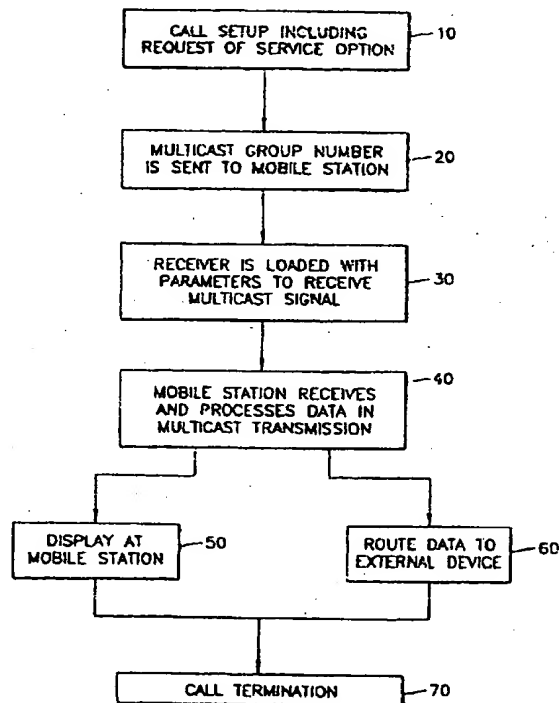 CALL SETUP INCLUDING
REQUEST OF SERVICE OPTION
10
MULTICAST GROUP NUMBER
IS SENT TO MOBILE STATION
20
RECEIVER IS LOADED WITH
PARAMETERS TO RECEIVE
MULTICAST SIGNAL
30
MOBILE STATION RECEIVES
AND PROCESSES DATA IN
MULTICAST TRANSMISSION
40
DISPLAY AT
MOBILE STATION
50
ROUTE DATA TO
EXTERNAL DEVICE
60
CALL TERMINATION
70